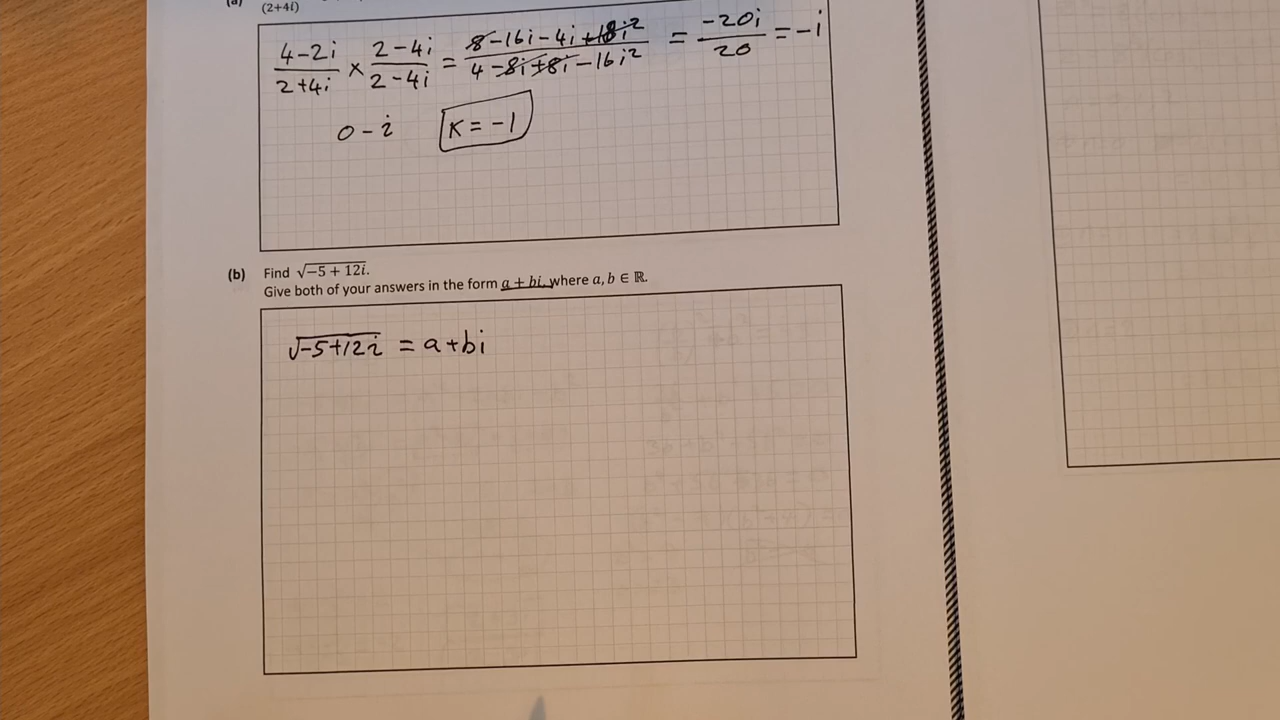 (2+4i)
4-2i/2+4i × 2-4i/2-4i = 8-16i-4i+8i²/4-8i+8i-16i² = -20i/20 = -i
0-i K=-1
(b) Find √-5 + 12i.
Give both of your answers in the form a + bi, where a, b ∈ ℝ.
√-5+12i = a+bi